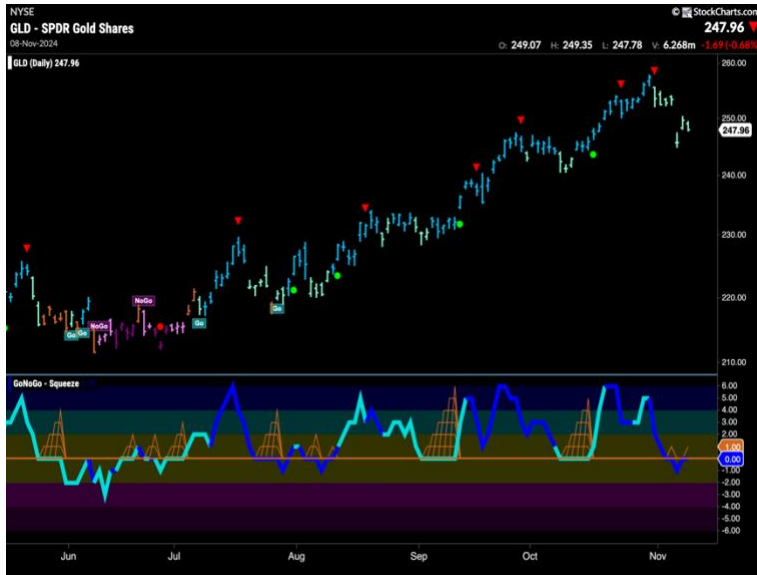 NYSE
© StockCharts.com
GLD - SPDR Gold Shares
247.96
08-Nov-2024
O: 249.07 H: 249.35 L: 247.78 V: 6.268m -1.69 (-0.68%)
GLD (Daily) 247.96
260.00
250.00
247.96
240.00
230.00
220.00
210.00
NoGo
Go
Go
Go
NoGo
Go
GoNoGo - Squeeze
6.00
5.00
4.00
3.00
2.00
1.00
0.00
-1.00
-2.00
-3.00
-4.00
-5.00
-6.00
Jun Jul Aug Sep Oct Nov